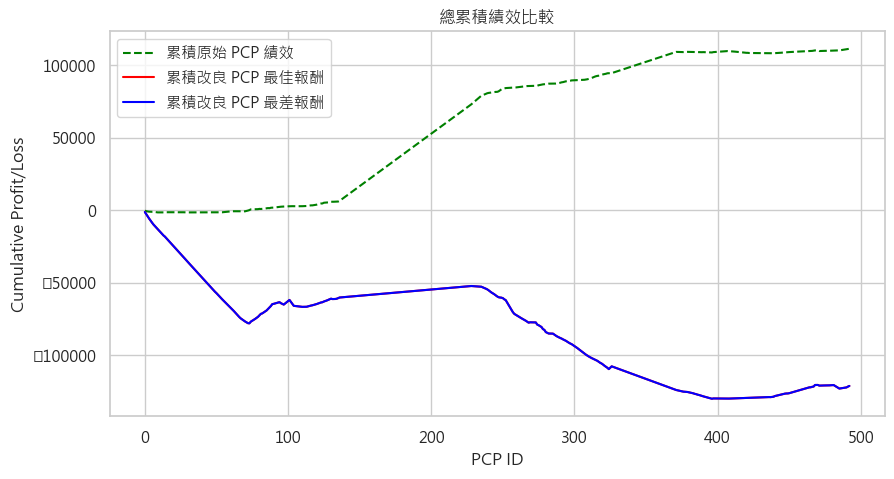 總累積績效比較
累積原始 PCP 績效
累積改良 PCP 最佳報酬
累積改良 PCP 最差報酬
Cumulative Profit/Loss
100000
50000
0
□50000
□100000
0 100 200 300 400 500
PCP ID